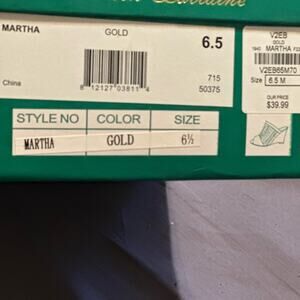 Lorraine
MARTHA GOLD 6.5
China
8 12127 03811 4
715
50375
STYLE NO COLOR SIZE
MARTHA GOLD 6½
V2EB
GOLD
MARTHA
V2EB65M70
Size 6.5 M
OUR PRICE
$39.99